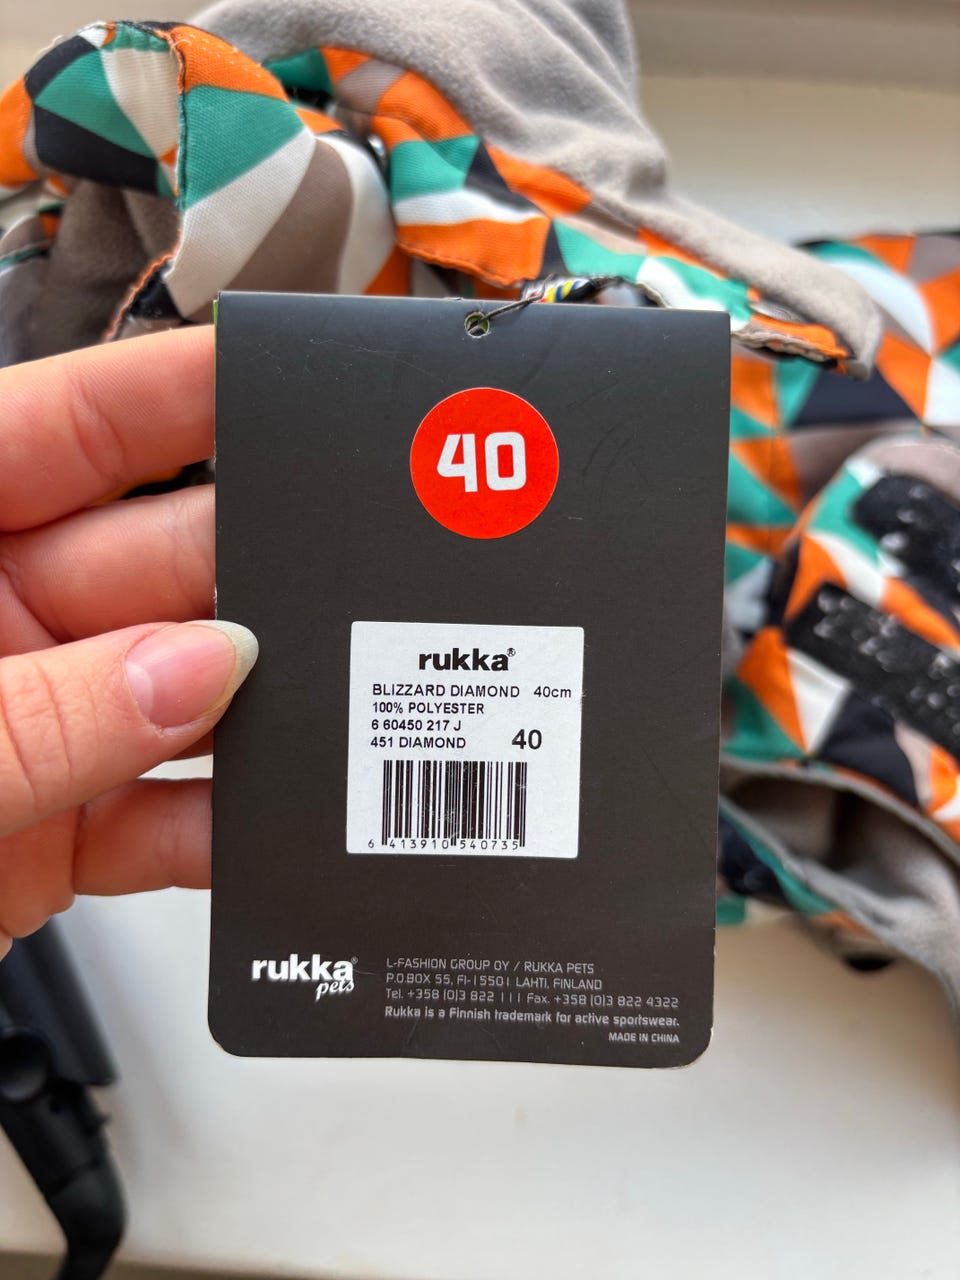 40
rukka®
BLIZZARD DIAMOND 40cm
100% POLYESTER
6 60450 217 J
451 DIAMOND 40
6 413910 540735
rukka®
pets
L-FASHION GROUP OY / RUKKA PETS
P.O.BOX 55, FI-15501 LAHTI, FINLAND
Tel. +358 (0)3 822 111 Fax. +358 (0)3 822 4322
Rukka is a Finnish trademark for active sportswear.
MADE IN CHINA